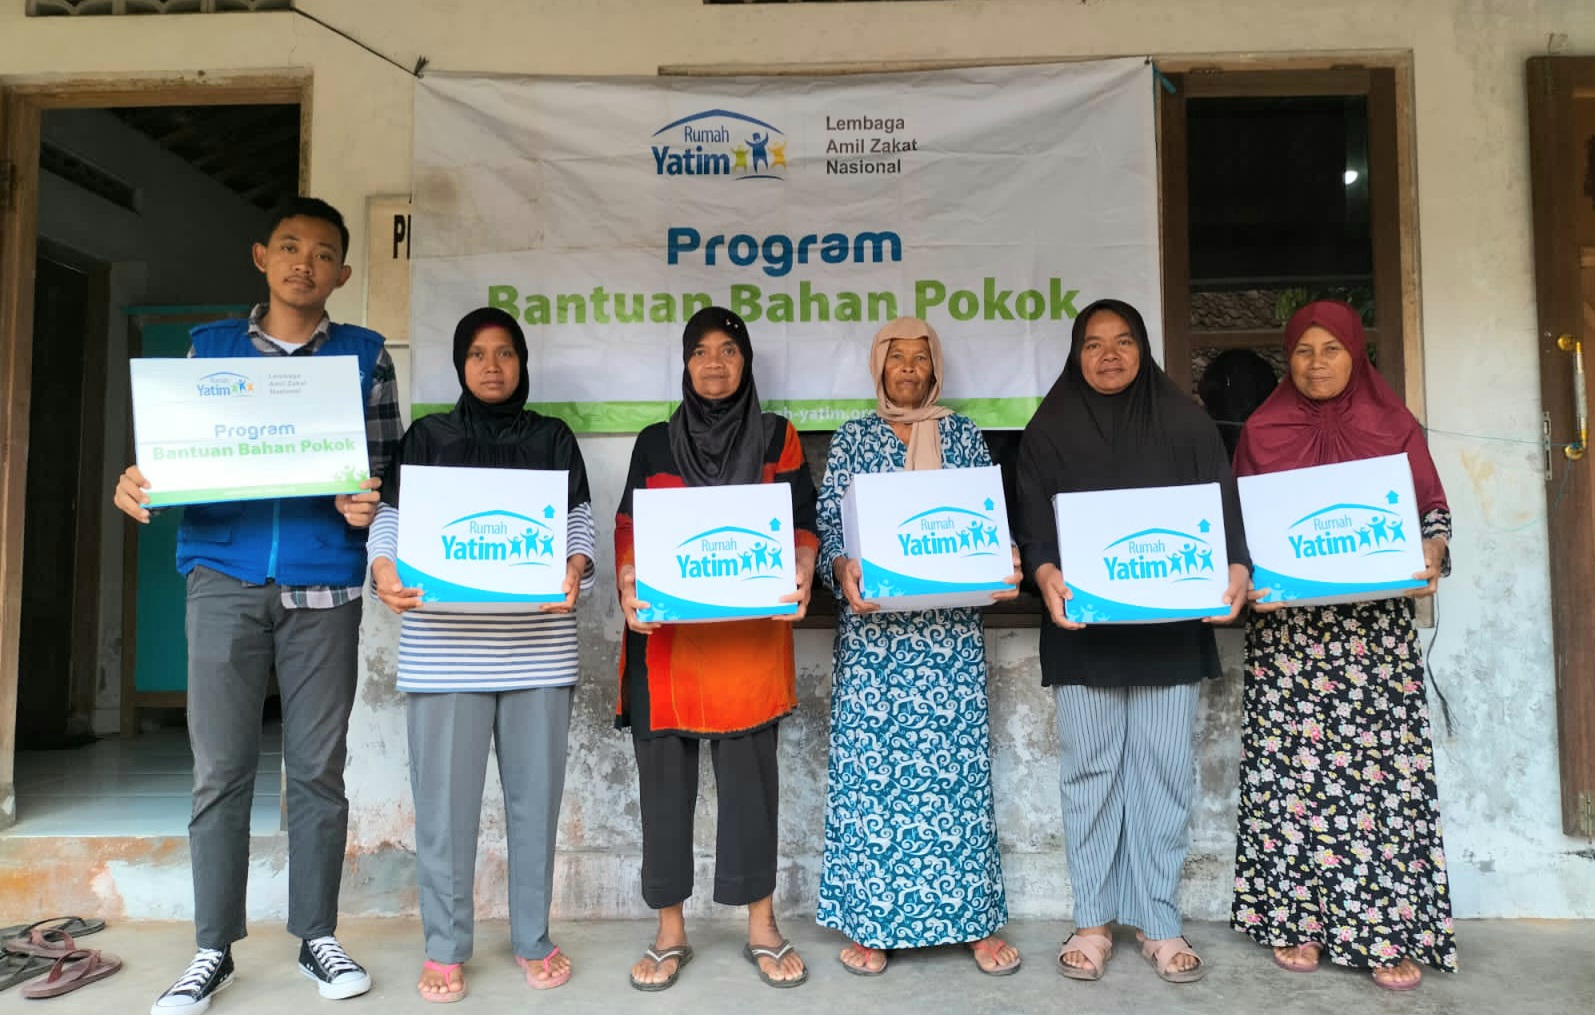 Rumah
Yatim
Lembaga
Amil Zakat
Nasional
Program
Bantuan Bahan Pokok
Rumah
Yatim
Lembaga
Amil Zakat
Nasional
Program
Bantuan Bahan Pokok
Rumah
Yatim
Rumah
Yatim
Rumah
Yatim
Rumah
Yatim
Rumah
Yatim